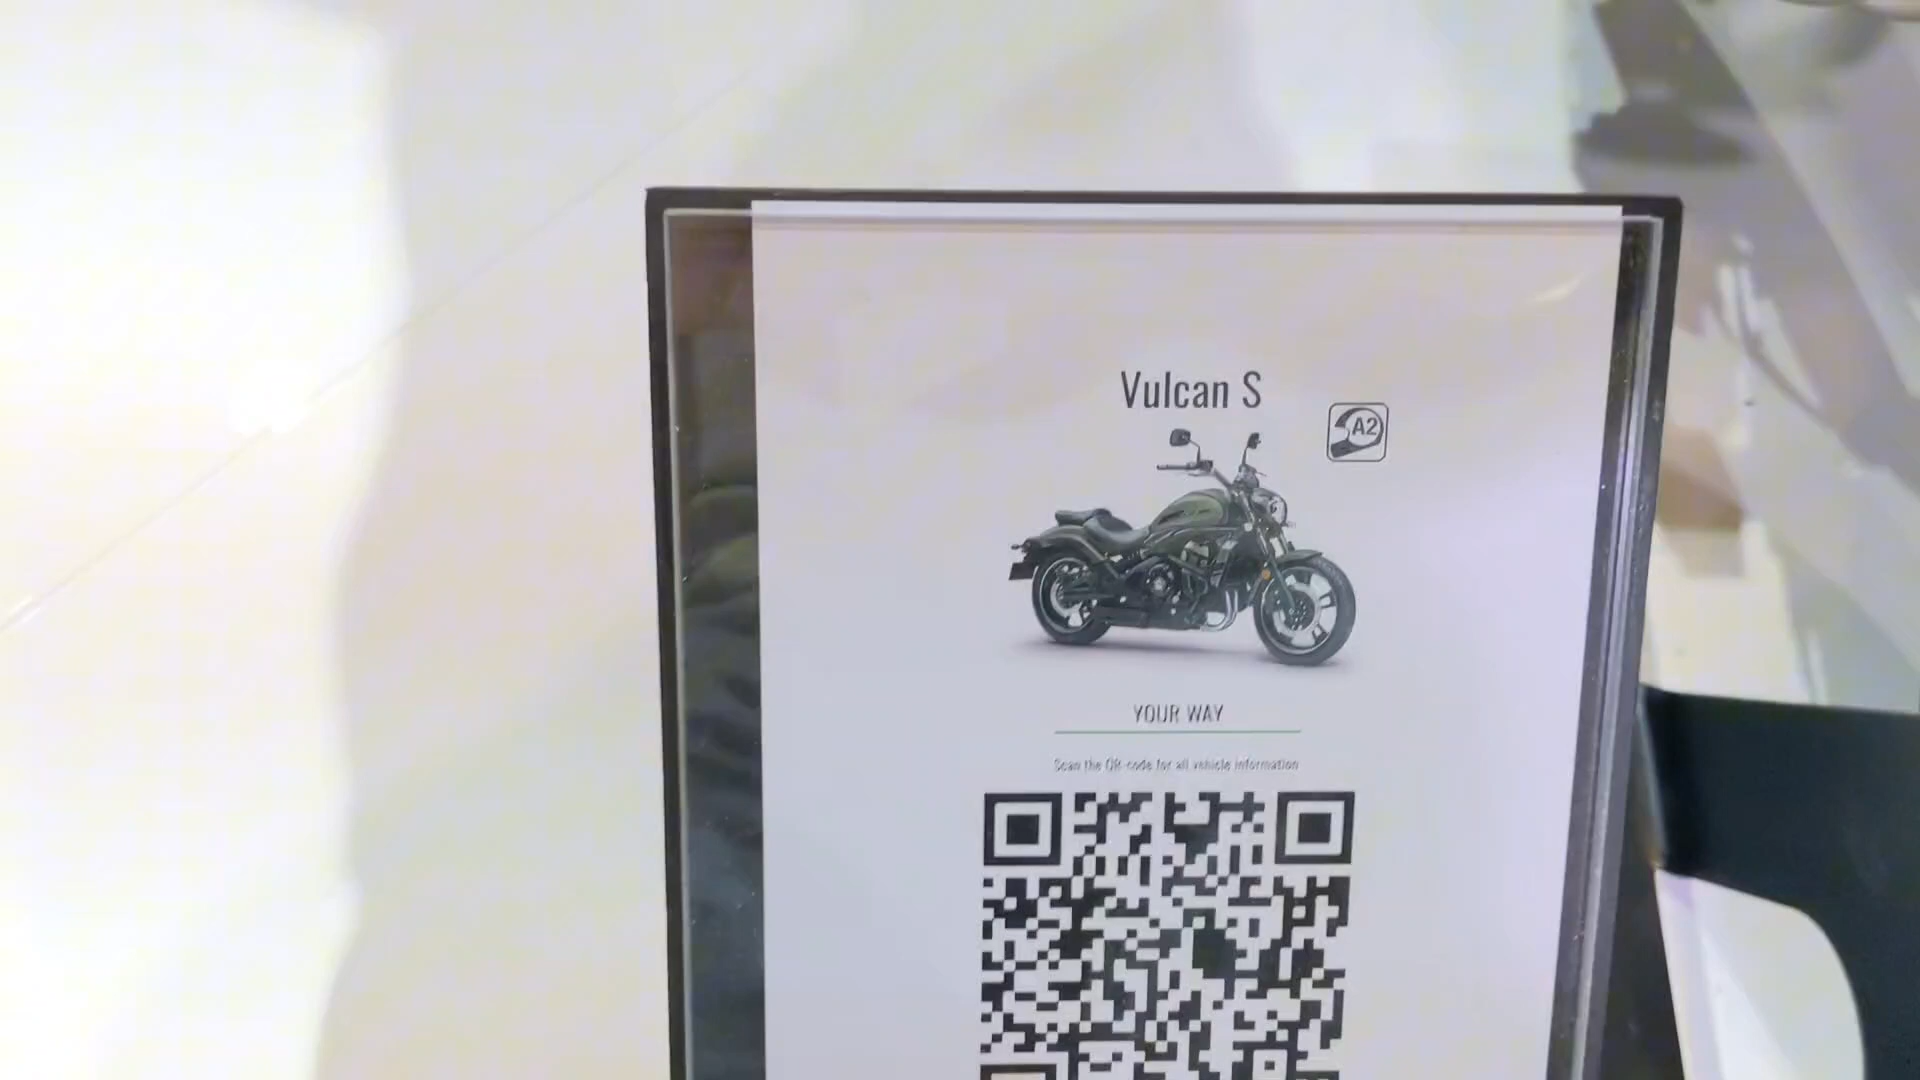 Vulcan S
A2
YOUR WAY
Scan the QR-code for all vehicle information